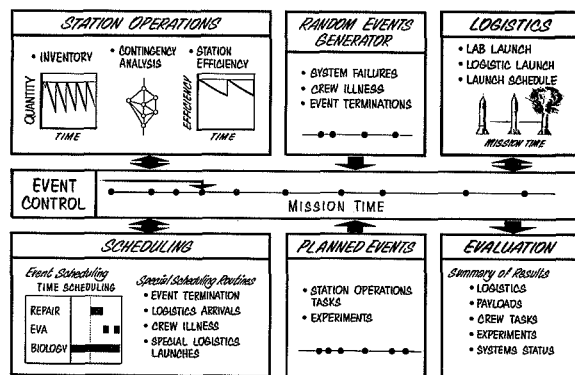 STATION OPERATIONS
• INVENTORY
QUANTITY
TIME
• CONTINGENCY
ANALYSIS
• STATION
EFFICIENCY
EFFICIENCY
TIME
RANDOM EVENTS
GENERATOR
• SYSTEM FAILURES
• CREW ILLNESS
• EVENT TERMINATIONS
LOGISTICS
• LAB LAUNCH
• LOGISTIC LAUNCH
• LAUNCH SCHEDULE
MISSION TIME
EVENT
CONTROL
MISSION TIME
SCHEDULING
Event Scheduling
TIME SCHEDULING
REPAIR
EVA
BIOLOGY
Special Scheduling Routines
• EVENT TERMINATION
• LOGISTICS ARRIVALS
• CREW ILLNESS
• SPECIAL LOGISTICS
LAUNCHES
PLANNED EVENTS
• STATION OPERATIONS
TASKS
• EXPERIMENTS
EVALUATION
Summary of Results
• LOGISTICS
• PAYLOADS
• CREW TASKS
• EXPERIMENTS
• SYSTEMS STATUS